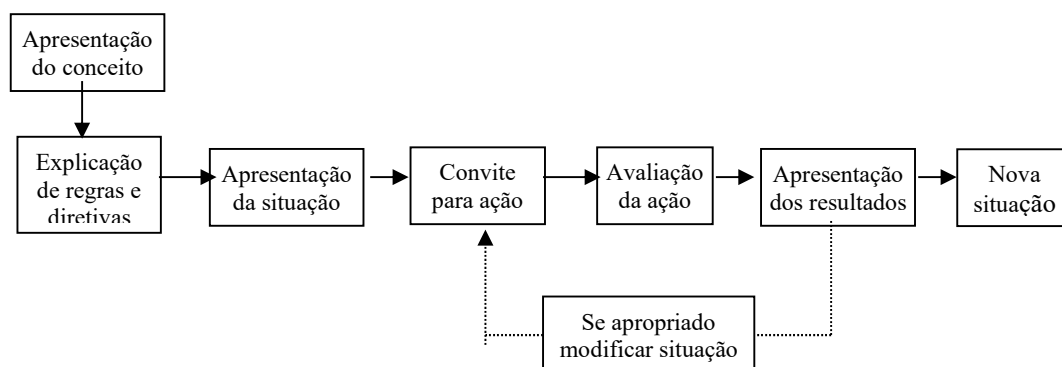 Apresentação
do conceito
Explicação
de regras e
diretivas
Apresentação
da situação
Convite
para ação
Avaliação
da ação
Apresentação
dos resultados
Nova
situação
Se apropriado
modificar situação